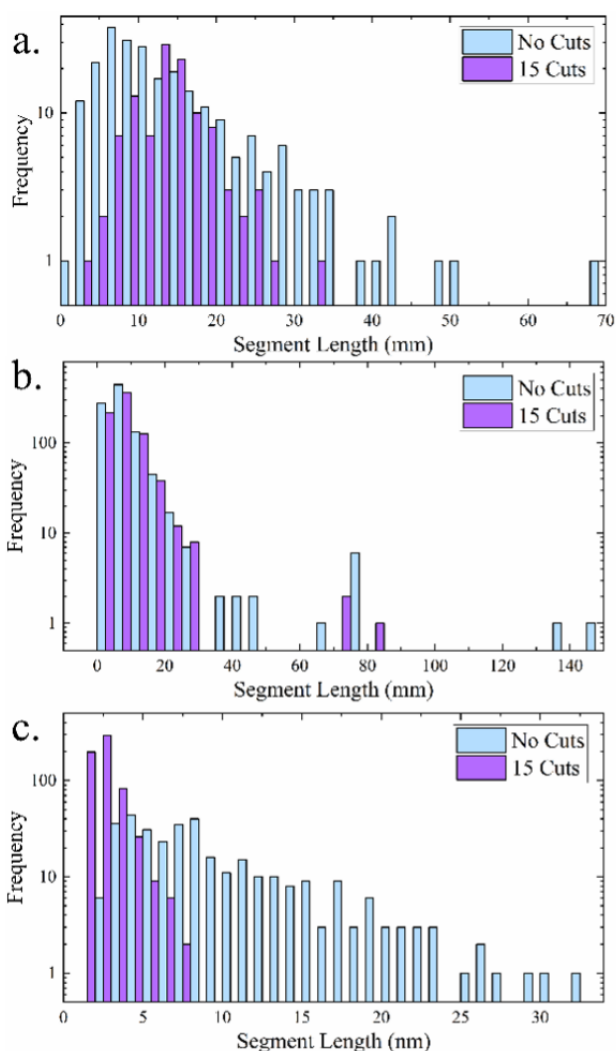 a.
No Cuts
15 Cuts
Frequency
10
1
0 10 20 30 40 50 60 70
Segment Length (mm)
b.
No Cuts
15 Cuts
Frequency
100
10
1
0 20 40 60 80 100 120 140
Segment Length (mm)
c.
No Cuts
15 Cuts
Frequency
100
10
1
0 5 10 15 20 25 30
Segment Length (nm)